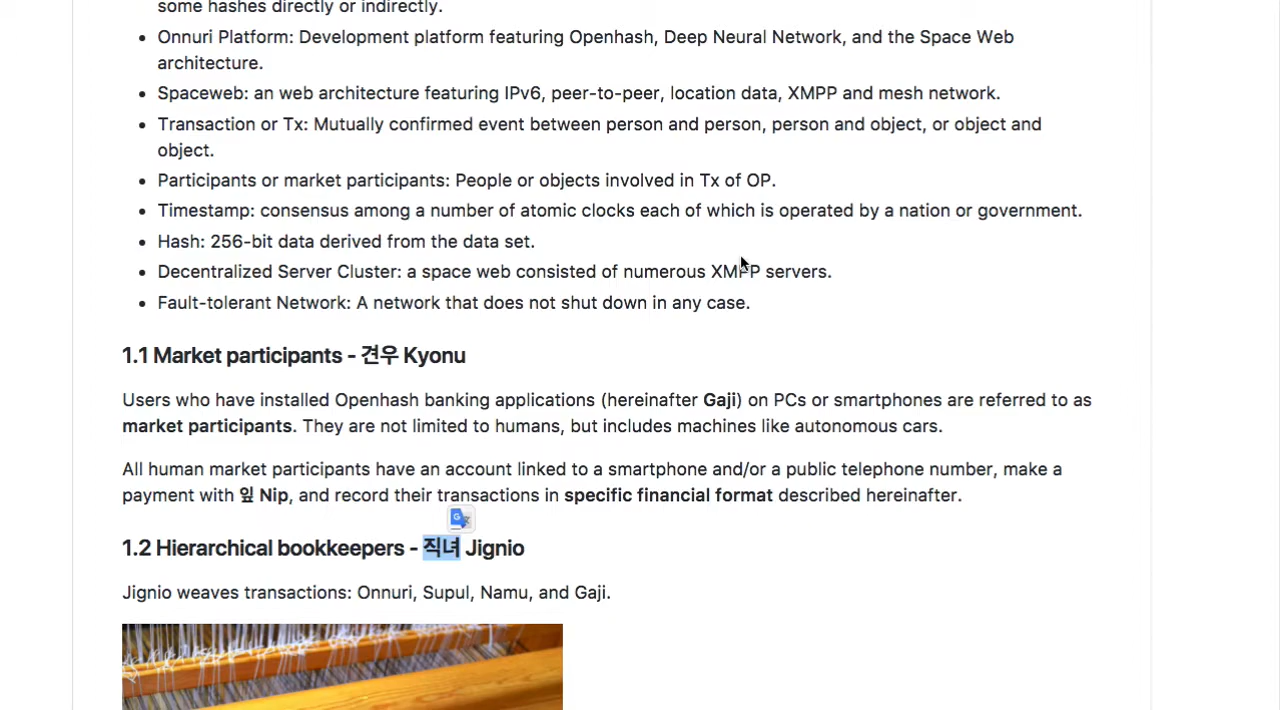 some hashes directly or indirectly.
• Onnuri Platform: Development platform featuring Openhash, Deep Neural Network, and the Space Web
architecture.
• Spaceweb: an web architecture featuring IPv6, peer-to-peer, location data, XMPP and mesh network.
• Transaction or Tx: Mutually confirmed event between person and person, person and object, or object and
object.
• Participants or market participants: People or objects involved in Tx of OP.
• Timestamp: consensus among a number of atomic clocks each of which is operated by a nation or government.
• Hash: 256-bit data derived from the data set.
• Decentralized Server Cluster: a space web consisted of numerous XMPP servers.
• Fault-tolerant Network: A network that does not shut down in any case.
1.1 Market participants - 견우 Kyonu
Users who have installed Openhash banking applications (hereinafter Gaji) on PCs or smartphones are referred to as
market participants. They are not limited to humans, but includes machines like autonomous cars.
All human market participants have an account linked to a smartphone and/or a public telephone number, make a
payment with 잎 Nip, and record their transactions in specific financial format described hereinafter.
1.2 Hierarchical bookkeepers - 직녀 Jignio
Jignio weaves transactions: Onnuri, Supul, Namu, and Gaji.